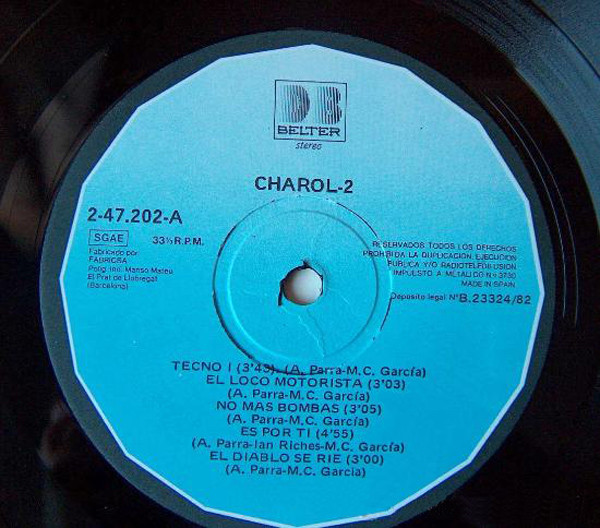 DB
BELTER
stereo
CHAROL-2
2-47.202-A
SGAE 33⅓ R.P.M.
Fabricado por
FABRICSA
Polig. Ind. Manso Mateu
El Prat de Llobregat
(Barcelona)
RESERVADOS TODOS LOS DERECHOS
PROHIBIDA LA DUPLICACION, EJECUCION
PUBLICA Y/O RADIOTELEDIFUSION
IMPUESTO A METALICO N.º 3730
MADE IN SPAIN
Depósito legal N.º B.23324/82
TECNO I (3'43) (A. Parra-M.C. García)
EL LOCO MOTORISTA (3'03)
(A. Parra-M.C. García)
NO MAS BOMBAS (3'05)
(A. Parra-M.C. García)
ES POR TI (4'55)
(A. Parra-Ian Riches-M.C. García)
EL DIABLO SE RIE (3'00)
(A. Parra-M.C. García)